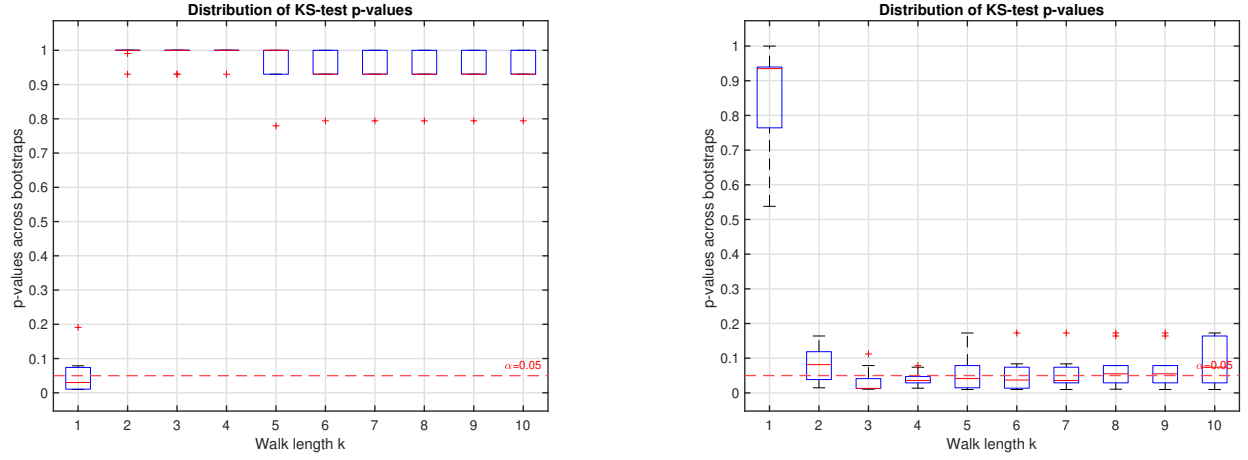 Distribution of KS-test p-values
p-values across bootstraps
1
0.9
0.8
0.7
0.6
0.5
0.4
0.3
0.2
0.1
0
α=0.05
1 2 3 4 5 6 7 8 9 10
Walk length k
Distribution of KS-test p-values
p-values across bootstraps
1
0.9
0.8
0.7
0.6
0.5
0.4
0.3
0.2
0.1
0
α=0.05
1 2 3 4 5 6 7 8 9 10
Walk length k